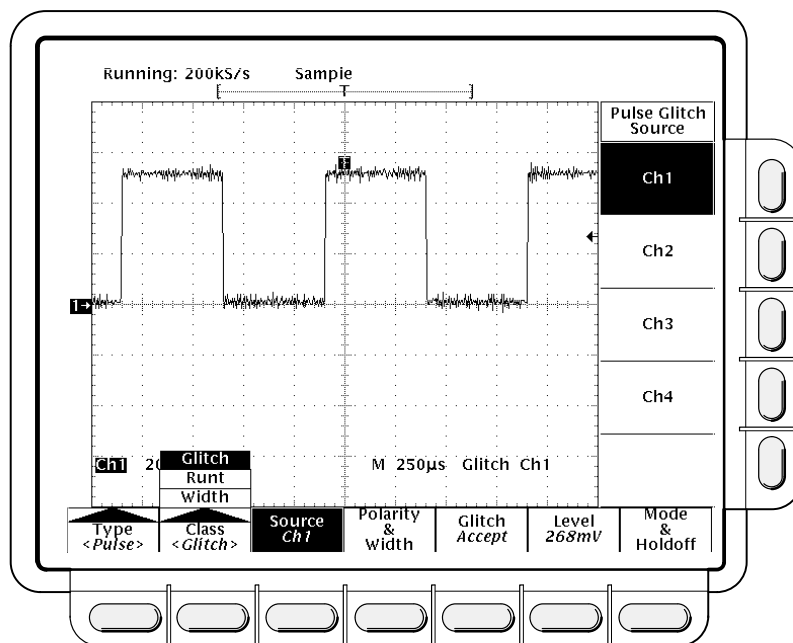 Running: 200kS/s Sample
T
Pulse Glitch
Source
Ch1
Ch2
Ch3
Ch4
T
1→
Ch1 20
M 250µs Glitch Ch1
Glitch
Runt
Width
Type
<Pulse>
Class
<Glitch>
Source
Ch1
Polarity
&
Width
Glitch
Accept
Level
268mV
Mode
&
Holdoff